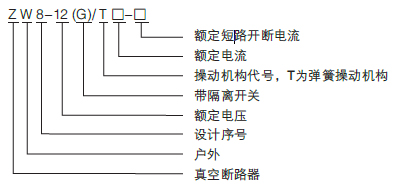 ZW8-12(G)/T□-□
额定短路开断电流
额定电流
操动机构代号，T为弹簧操动机构
带隔离开关
额定电压
设计序号
户外
真空断路器